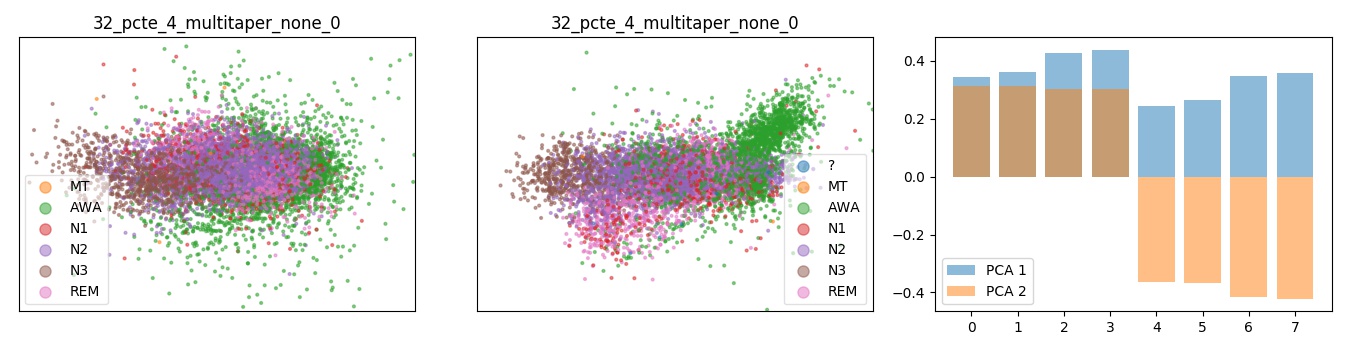 32_pcte_4_multitaper_none_0
MT
AWA
N1
N2
N3
REM
32_pcte_4_multitaper_none_0
?
MT
AWA
N1
N2
N3
REM
0.4
0.2
0.0
−0.2
−0.4
PCA 1
PCA 2
0 1 2 3 4 5 6 7